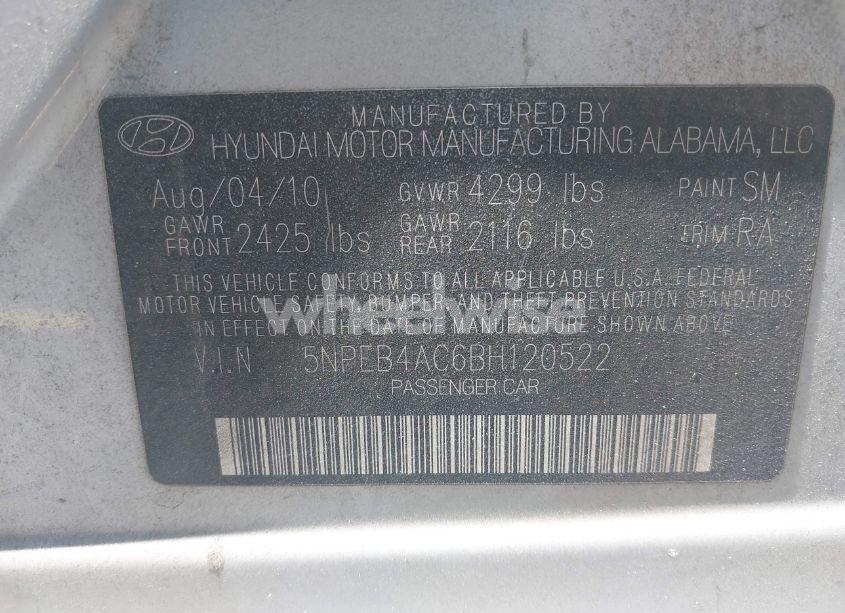 MANUFACTURED BY
HYUNDAI MOTOR MANUFACTURING ALABAMA, LLC
Aug/04/10 GVWR 4299 lbs PAINT SM
GAWR FRONT 2425 lbs GAWR REAR 2116 lbs TRIM RA
THIS VEHICLE CONFORMS TO ALL APPLICABLE U.S.A. FEDERAL
MOTOR VEHICLE SAFETY, BUMPER, AND THEFT PREVENTION STANDARDS
IN EFFECT ON THE DATE OF MANUFACTURE SHOWN ABOVE
wheelwise
V.I.N 5NPEB4AC6BH120522
PASSENGER CAR